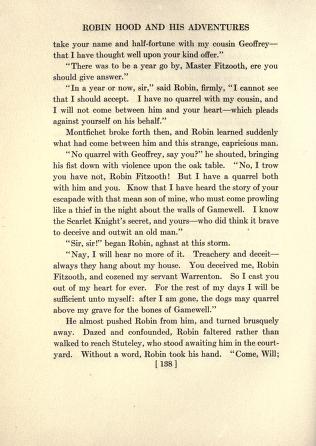 ROBIN HOOD AND HIS ADVENTURES
take your name and half-fortune with my cousin Geoffrey—
that I have thought well upon your kind offer."
"There was to be a year go by, Master Fitzooth, ere you
should give answer."
"In a year or now, sir," said Robin, firmly, "I cannot see
that I should accept. I have no quarrel with my cousin, and
I will not come between him and your heart—which pleads
against yourself on his behalf."
Montfichet broke forth then, and Robin learned suddenly
what had come between him and this strange, capricious man.
"No quarrel with Geoffrey, say you?" he shouted, bringing
his fist down with violence upon the oak table. "No, I trow
you have not, Robin Fitzooth! But I have a quarrel both
with him and you. Know that I have heard the story of your
escapade with that mean son of mine, who must come prowling
like a thief in the night about the walls of Gamewell. I know
the Scarlet Knight's secret, and yours—who did think it brave
to deceive and outwit an old man."
"Sir, sir!" began Robin, aghast at this storm.
"Nay, I will hear no more of it. Treachery and deceit—
always they hang about my house. You deceived me, Robin
Fitzooth, and cozened my servant Warrenton. So I cast you
out of my heart for ever. For the rest of my days I will be
sufficient unto myself: after I am gone, the dogs may quarrel
above my grave for the bones of Gamewell."
He almost pushed Robin from him, and turned brusquely
away. Dazed and confounded, Robin faltered rather than
walked to reach Stuteley, who stood awaiting him in the court-
yard. Without a word, Robin took his hand. "Come, Will;
[ 138 ]